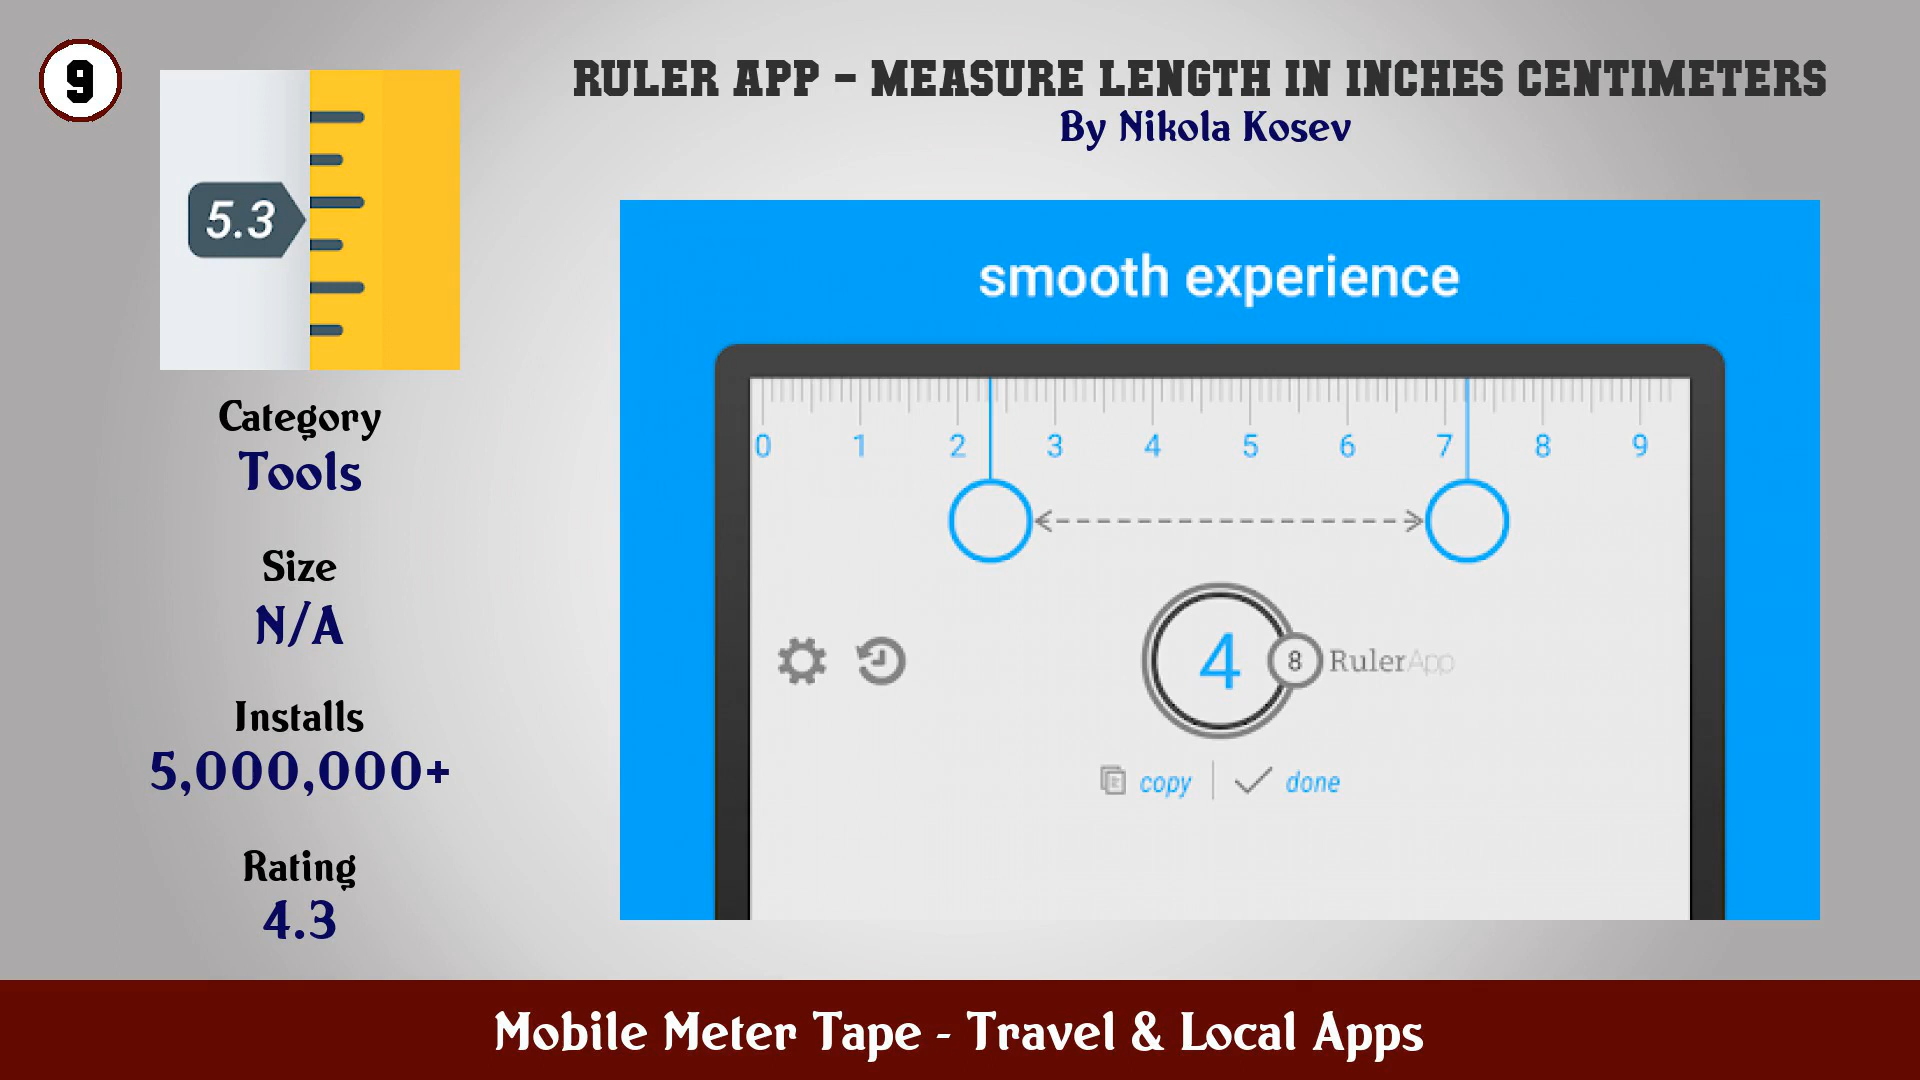 9
RULER APP - MEASURE LENGTH IN INCHES CENTIMETERS
By Nikola Kosev
5.3
Category
Tools
Size
N/A
Installs
5,000,000+
Rating
4.3
smooth experience
0 1 2 3 4 5 6 7 8 9
4 8 RulerApp
copy done
Mobile Meter Tape - Travel & Local Apps